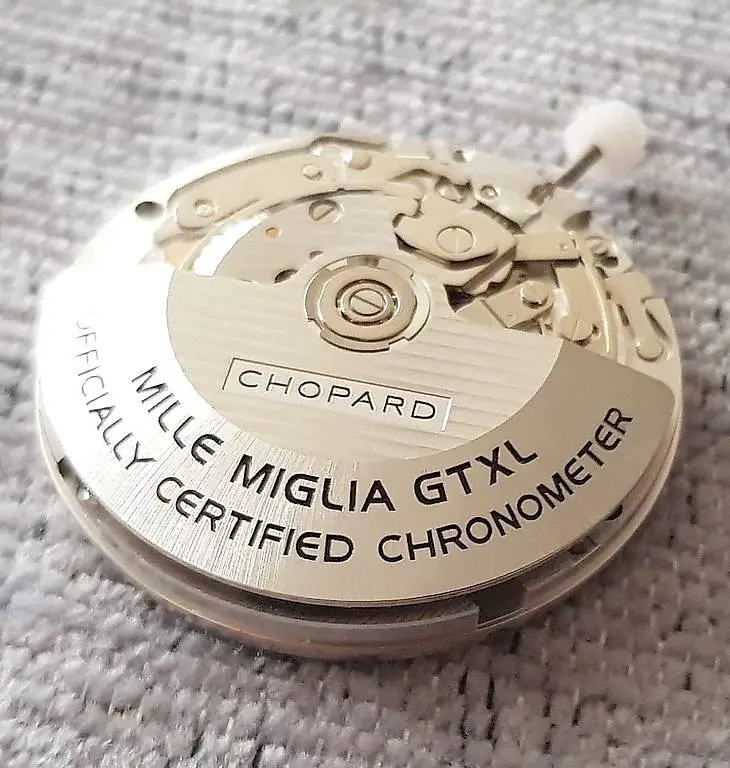 CHOPARD
MILLE MIGLIA GTXL
OFFICIALLY CERTIFIED CHRONOMETER